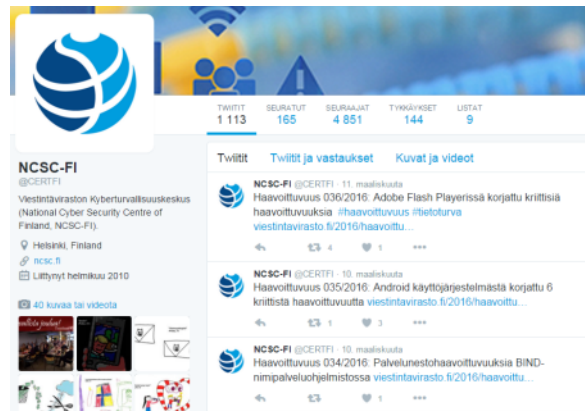 TWIITIT SEURATUT SEURAAJAT TYKKÄYKSET LISTAT
1 113 165 4 851 144 9
NCSC-FI
@CERTFI
Viestintäviraston Kyberturvallisuuskeskus
(National Cyber Security Centre of
Finland, NCSC-FI).
Helsinki, Finland
ncsc.fi
Liittynyt helmikuu 2010
40 kuvaa tai videota
Twiitit Twiitit ja vastaukset Kuvat ja videot
NCSC-FI @CERTFI · 11. maaliskuuta
Haavoittuvuus 036/2016: Adobe Flash Playerissä korjattu kriittisiä
haavoittuvuuksia #haavoittuvuus #tietoturva
viestintavirasto.fi/2016/haavoittu...
4 1
NCSC-FI @CERTFI · 10. maaliskuuta
Haavoittuvuus 035/2016: Android käyttöjärjestelmästä korjattu 6
kriittistä haavoittuvuutta viestintavirasto.fi/2016/haavoittu...
1 3
NCSC-FI @CERTFI · 10. maaliskuuta
Haavoittuvuus 034/2016: Palvelunestohaavoittuvuuksia BIND-
nimipalveluohjelmistossa viestintavirasto.fi/2016/haavoittu...
1